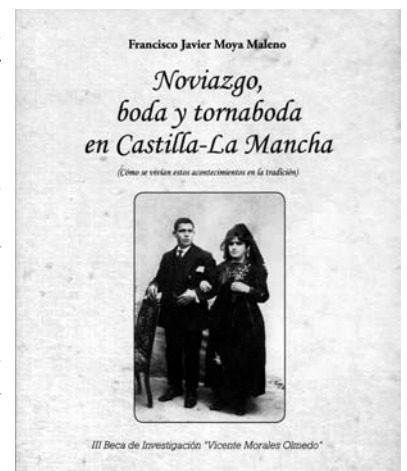 Francisco Javier Moya Maleno
Noviazgo,
boda y tornaboda
en Castilla-La Mancha
(Cómo se vivían estos acontecimientos en la tradición)
III Beca de Investigación "Vicente Morales Olmedo"